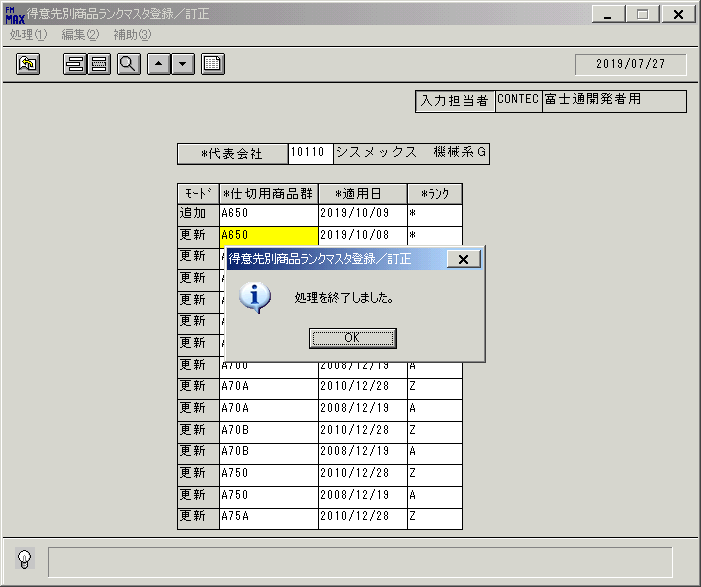 FM MAX 得意先別商品ランクマスタ登録／訂正
処理(1) 編集(2) 補助(3)
2019/07/27
入力担当者 CONTEC 富士通開発者用
*代表会社 10110 シスメックス 機械系G
ﾓｰﾄﾞ *仕切用商品群 *適用日 *ﾗﾝｸ
追加 A650 2019/10/09 *
更新 A650 2019/10/08 *
更新
更新
更新
更新
更新
得意先別商品ランクマスタ登録／訂正
処理を終了しました。
OK
更新 A700 2008/12/19 A
更新 A70A 2010/12/28 Z
更新 A70A 2008/12/19 A
更新 A70B 2010/12/28 Z
更新 A70B 2008/12/19 A
更新 A750 2010/12/28 Z
更新 A750 2008/12/19 A
更新 A75A 2010/12/28 Z